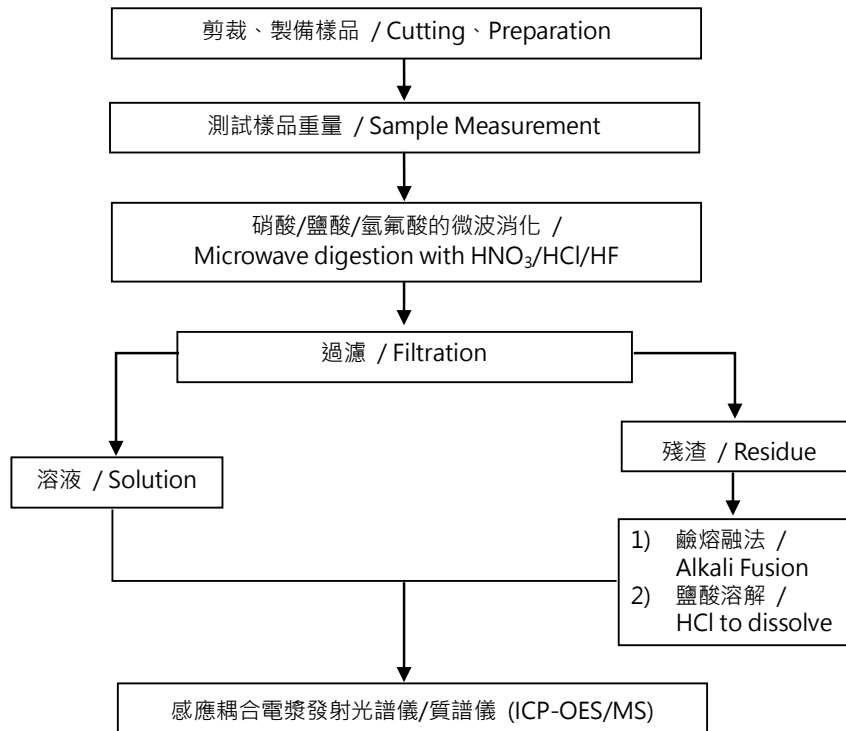 剪裁、製備樣品 / Cutting、Preparation
測試樣品重量 / Sample Measurement
硝酸/鹽酸/氫氟酸的微波消化 /
Microwave digestion with HNO₃/HCl/HF
過濾 / Filtration
溶液 / Solution
殘渣 / Residue
1) 鹼熔融法 /
Alkali Fusion
2) 鹽酸溶解 /
HCl to dissolve
感應耦合電漿發射光譜儀/質譜儀 (ICP-OES/MS)